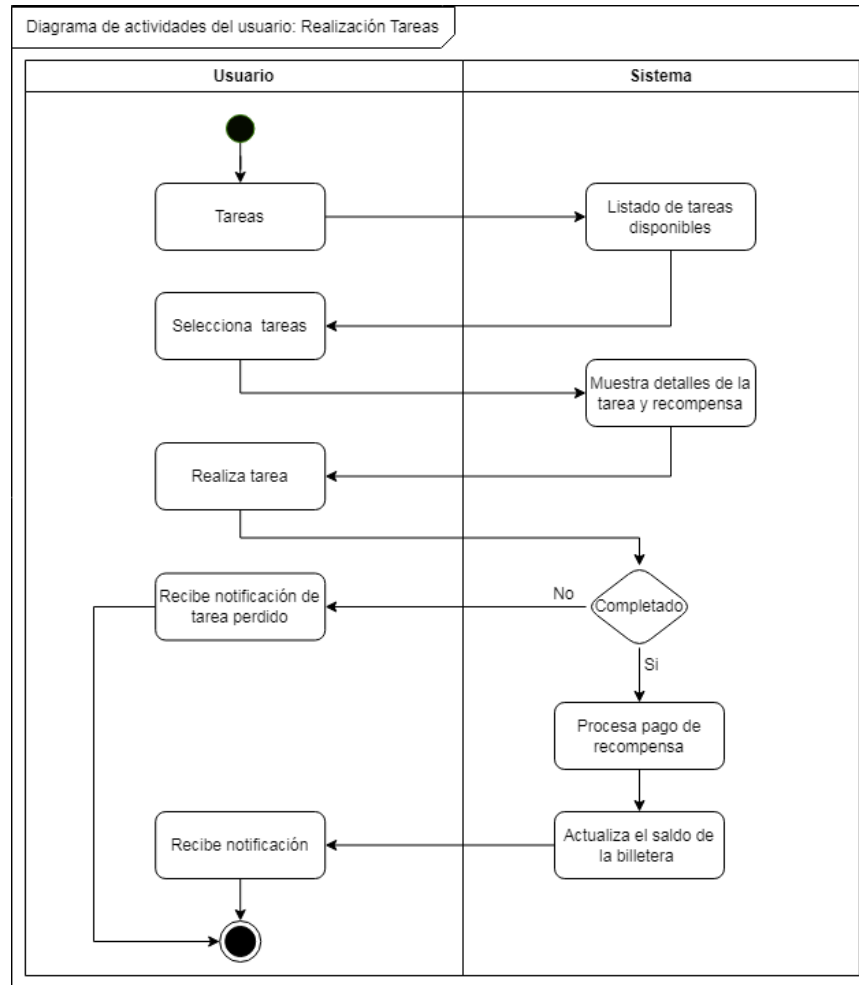 Diagrama de actividades del usuario: Realización Tareas
Usuario
Sistema
Tareas
Listado de tareas
disponibles
Selecciona tareas
Muestra detalles de la
tarea y recompensa
Realiza tarea
Completado
No
Recibe notificación de
tarea perdido
Si
Procesa pago de
recompensa
Actualiza el saldo de
la billetera
Recibe notificación